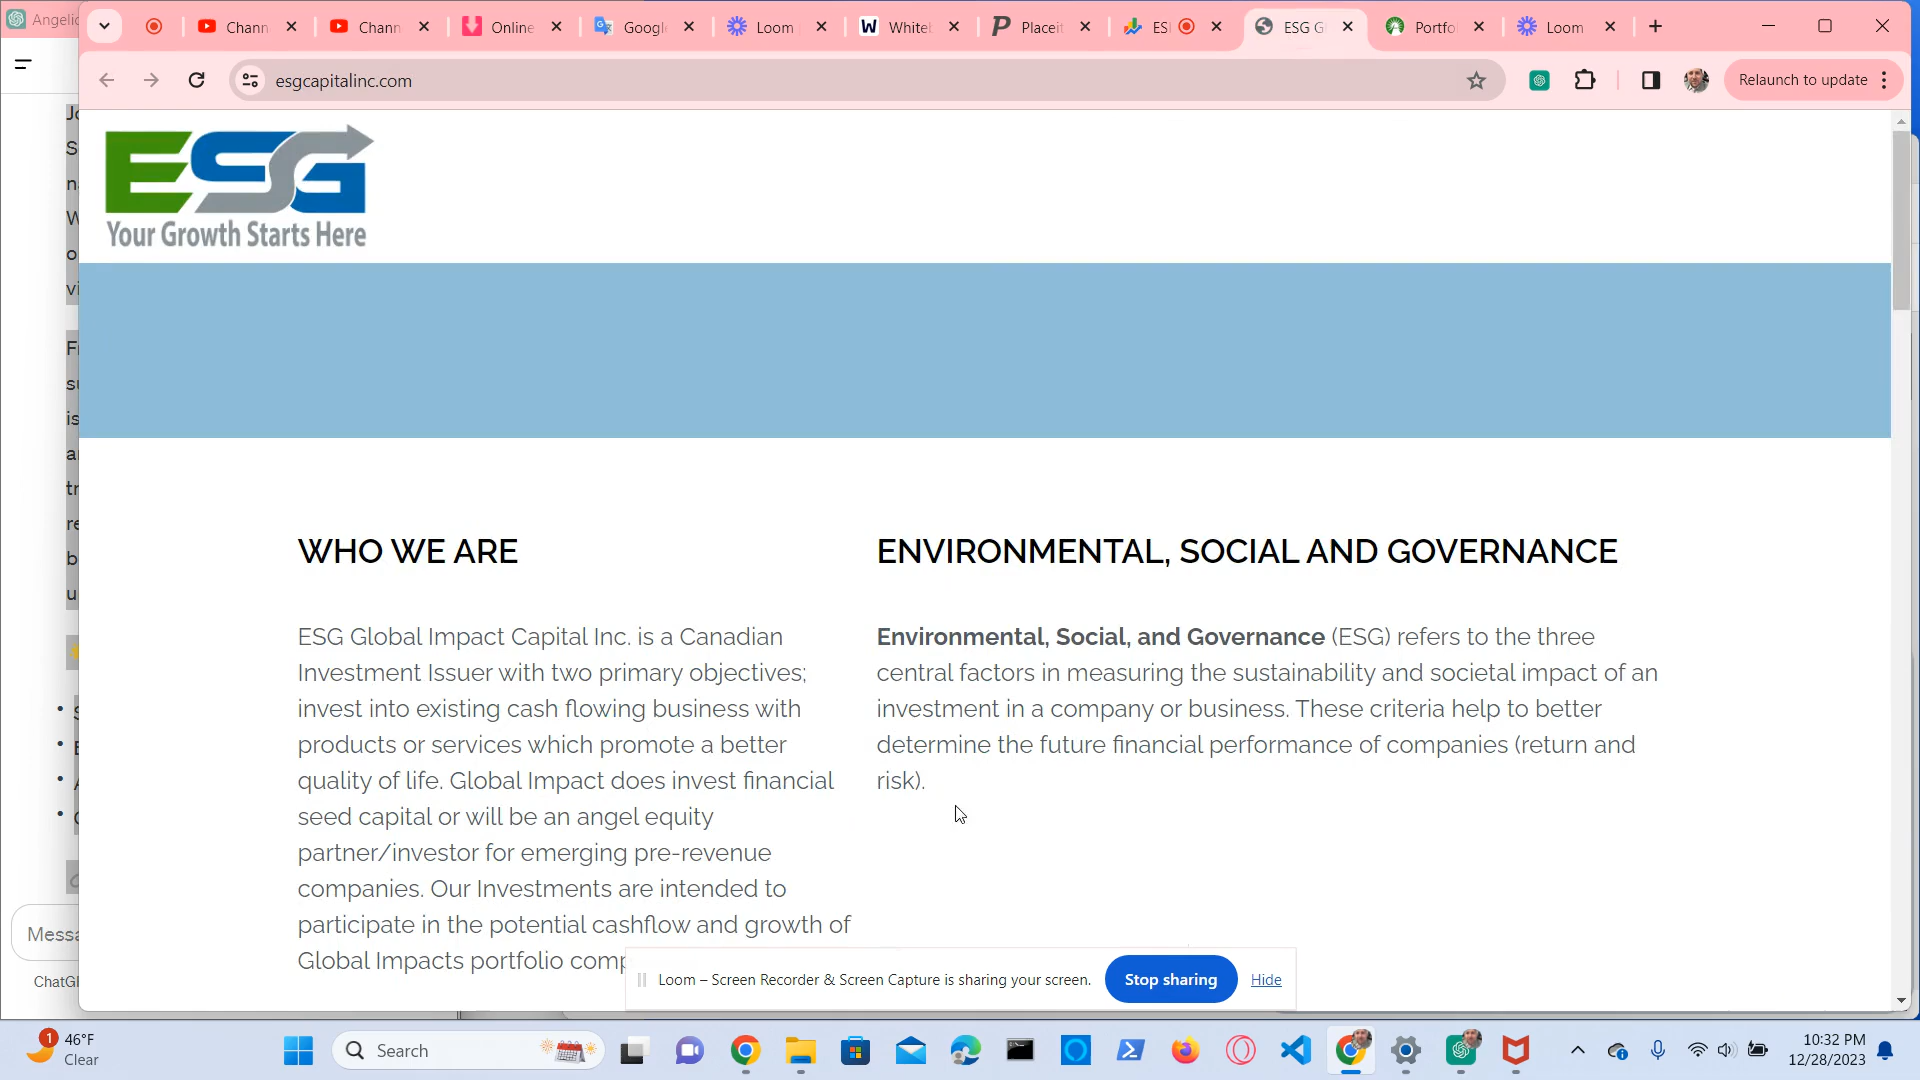 Angelic
Chann
Chann
Online
Googl
Loom
White
Placeit
ES
ESG G
Portfo
Loom
esgcapitalinc.com
Relaunch to update
ESG
Your Growth Starts Here
WHO WE ARE
ESG Global Impact Capital Inc. is a Canadian
Investment Issuer with two primary objectives;
invest into existing cash flowing business with
products or services which promote a better
quality of life. Global Impact does invest financial
seed capital or will be an angel equity
partner/investor for emerging pre-revenue
companies. Our Investments are intended to
participate in the potential cashflow and growth of
Global Impacts portfolio comp
ENVIRONMENTAL, SOCIAL AND GOVERNANCE
Environmental, Social, and Governance (ESG) refers to the three
central factors in measuring the sustainability and societal impact of an
investment in a company or business. These criteria help to better
determine the future financial performance of companies (return and
risk).
Loom – Screen Recorder & Screen Capture is sharing your screen.
Stop sharing
Hide
Messa
ChatG
1
46°F
Clear
Search
10:32 PM
12/28/2023